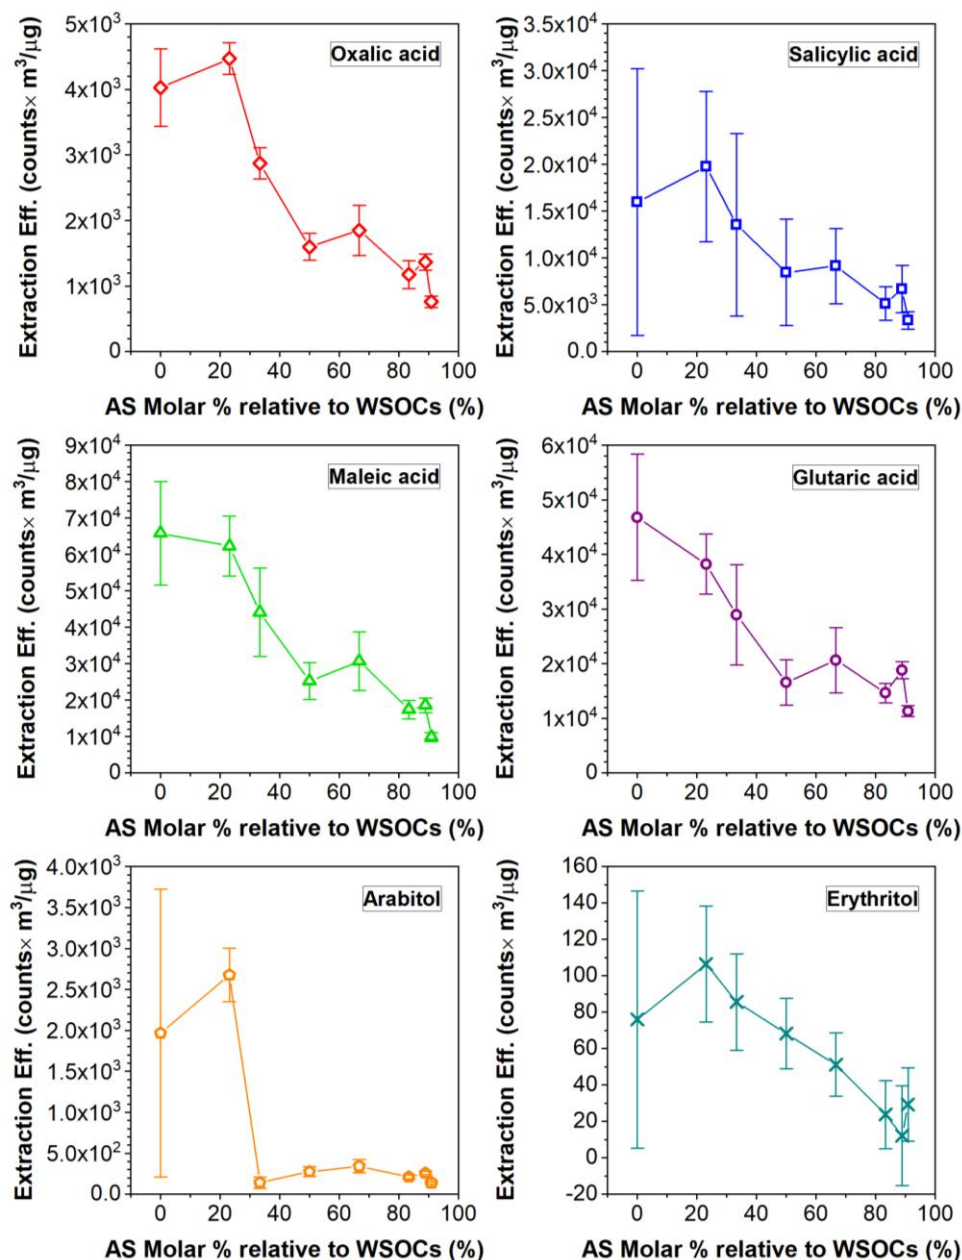 Oxalic acid
Extraction Eff. (counts× m³/μg)
5x10³
4x10³
3x10³
2x10³
1x10³
0
0 20 40 60 80 100
AS Molar % relative to WSOCs (%)
Salicylic acid
Extraction Eff. (counts× m³/μg)
3.5x10⁴
3.0x10⁴
2.5x10⁴
2.0x10⁴
1.5x10⁴
1.0x10⁴
5.0x10³
0.0
0 20 40 60 80 100
AS Molar % relative to WSOCs (%)
Maleic acid
Extraction Eff. (counts× m³/μg)
9x10⁴
8x10⁴
7x10⁴
6x10⁴
5x10⁴
4x10⁴
3x10⁴
2x10⁴
1x10⁴
0
0 20 40 60 80 100
AS Molar % relative to WSOCs (%)
Glutaric acid
Extraction Eff. (counts× m³/μg)
6x10⁴
5x10⁴
4x10⁴
3x10⁴
2x10⁴
1x10⁴
0
0 20 40 60 80 100
AS Molar % relative to WSOCs (%)
Arabitol
Extraction Eff. (counts× m³/μg)
4.0x10³
3.5x10³
3.0x10³
2.5x10³
2.0x10³
1.5x10³
1.0x10³
5.0x10²
0.0
0 20 40 60 80 100
AS Molar % relative to WSOCs (%)
Erythritol
Extraction Eff. (counts× m³/μg)
160
140
120
100
80
60
40
20
0
-20
0 20 40 60 80 100
AS Molar % relative to WSOCs (%)